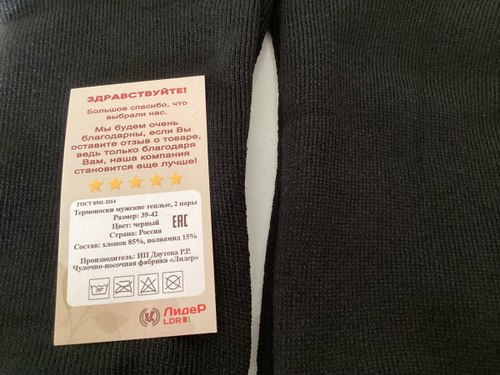 ЗДРАВСТВУЙТЕ!
Большое спасибо, что
выбрали нас.
Мы будем очень
благодарны, если Вы
оставите отзыв о товаре,
ведь только благодаря
Вам, наша компания
становится еще лучше!
ГОСТ 8541-2014
Термоноски мужские теплые, 2 пары
Размер: 39-42
Цвет: черный
Страна: Россия
Состав: хлопок 85%, полиамид 15%
EAC
Производитель: ИП Даутова Р.Р.
Чулочно-носочная фабрика «Лидер»
ЛидеР
LDR